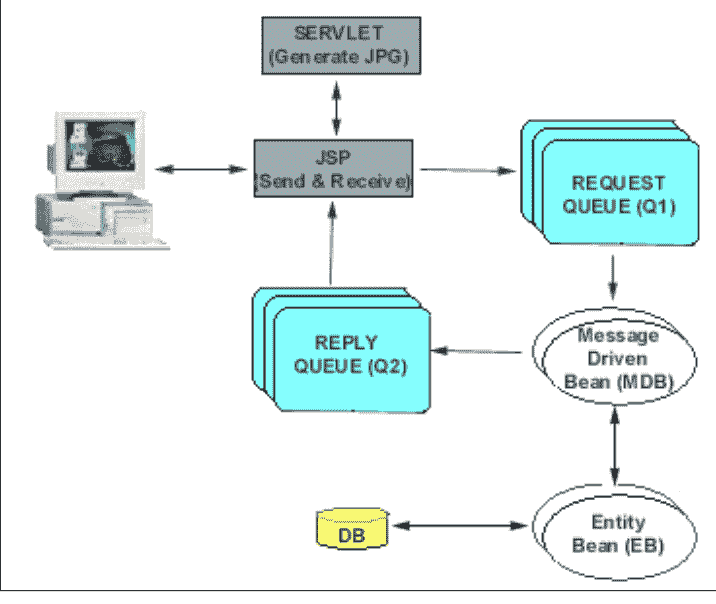 SERVLET
(Generate JPG)
JSP
(Send & Receive)
REQUEST
QUEUE (Q1)
REPLY
QUEUE (Q2)
Message
Driven
Bean (MDB)
Entity
Bean (EB)
DB